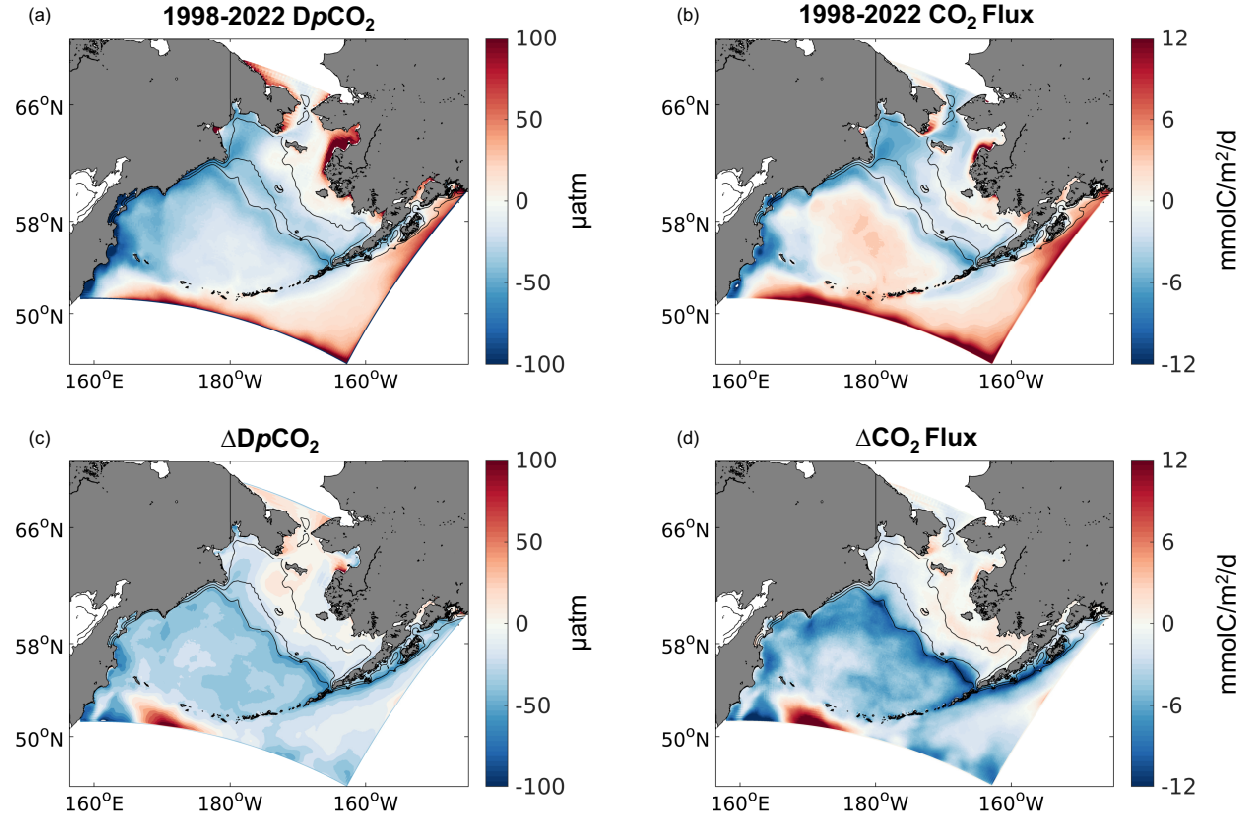 (a) 1998-2022 DpCO₂
100
50
0
-50
-100
µatm
66°N
58°N
50°N
160°E 180°W 160°W
(b) 1998-2022 CO₂ Flux
12
6
0
-6
-12
mmolC/m²/d
66°N
58°N
50°N
160°E 180°W 160°W
(c) ΔDpCO₂
100
50
0
-50
-100
µatm
66°N
58°N
50°N
160°E 180°W 160°W
(d) ΔCO₂ Flux
12
6
0
-6
-12
mmolC/m²/d
66°N
58°N
50°N
160°E 180°W 160°W